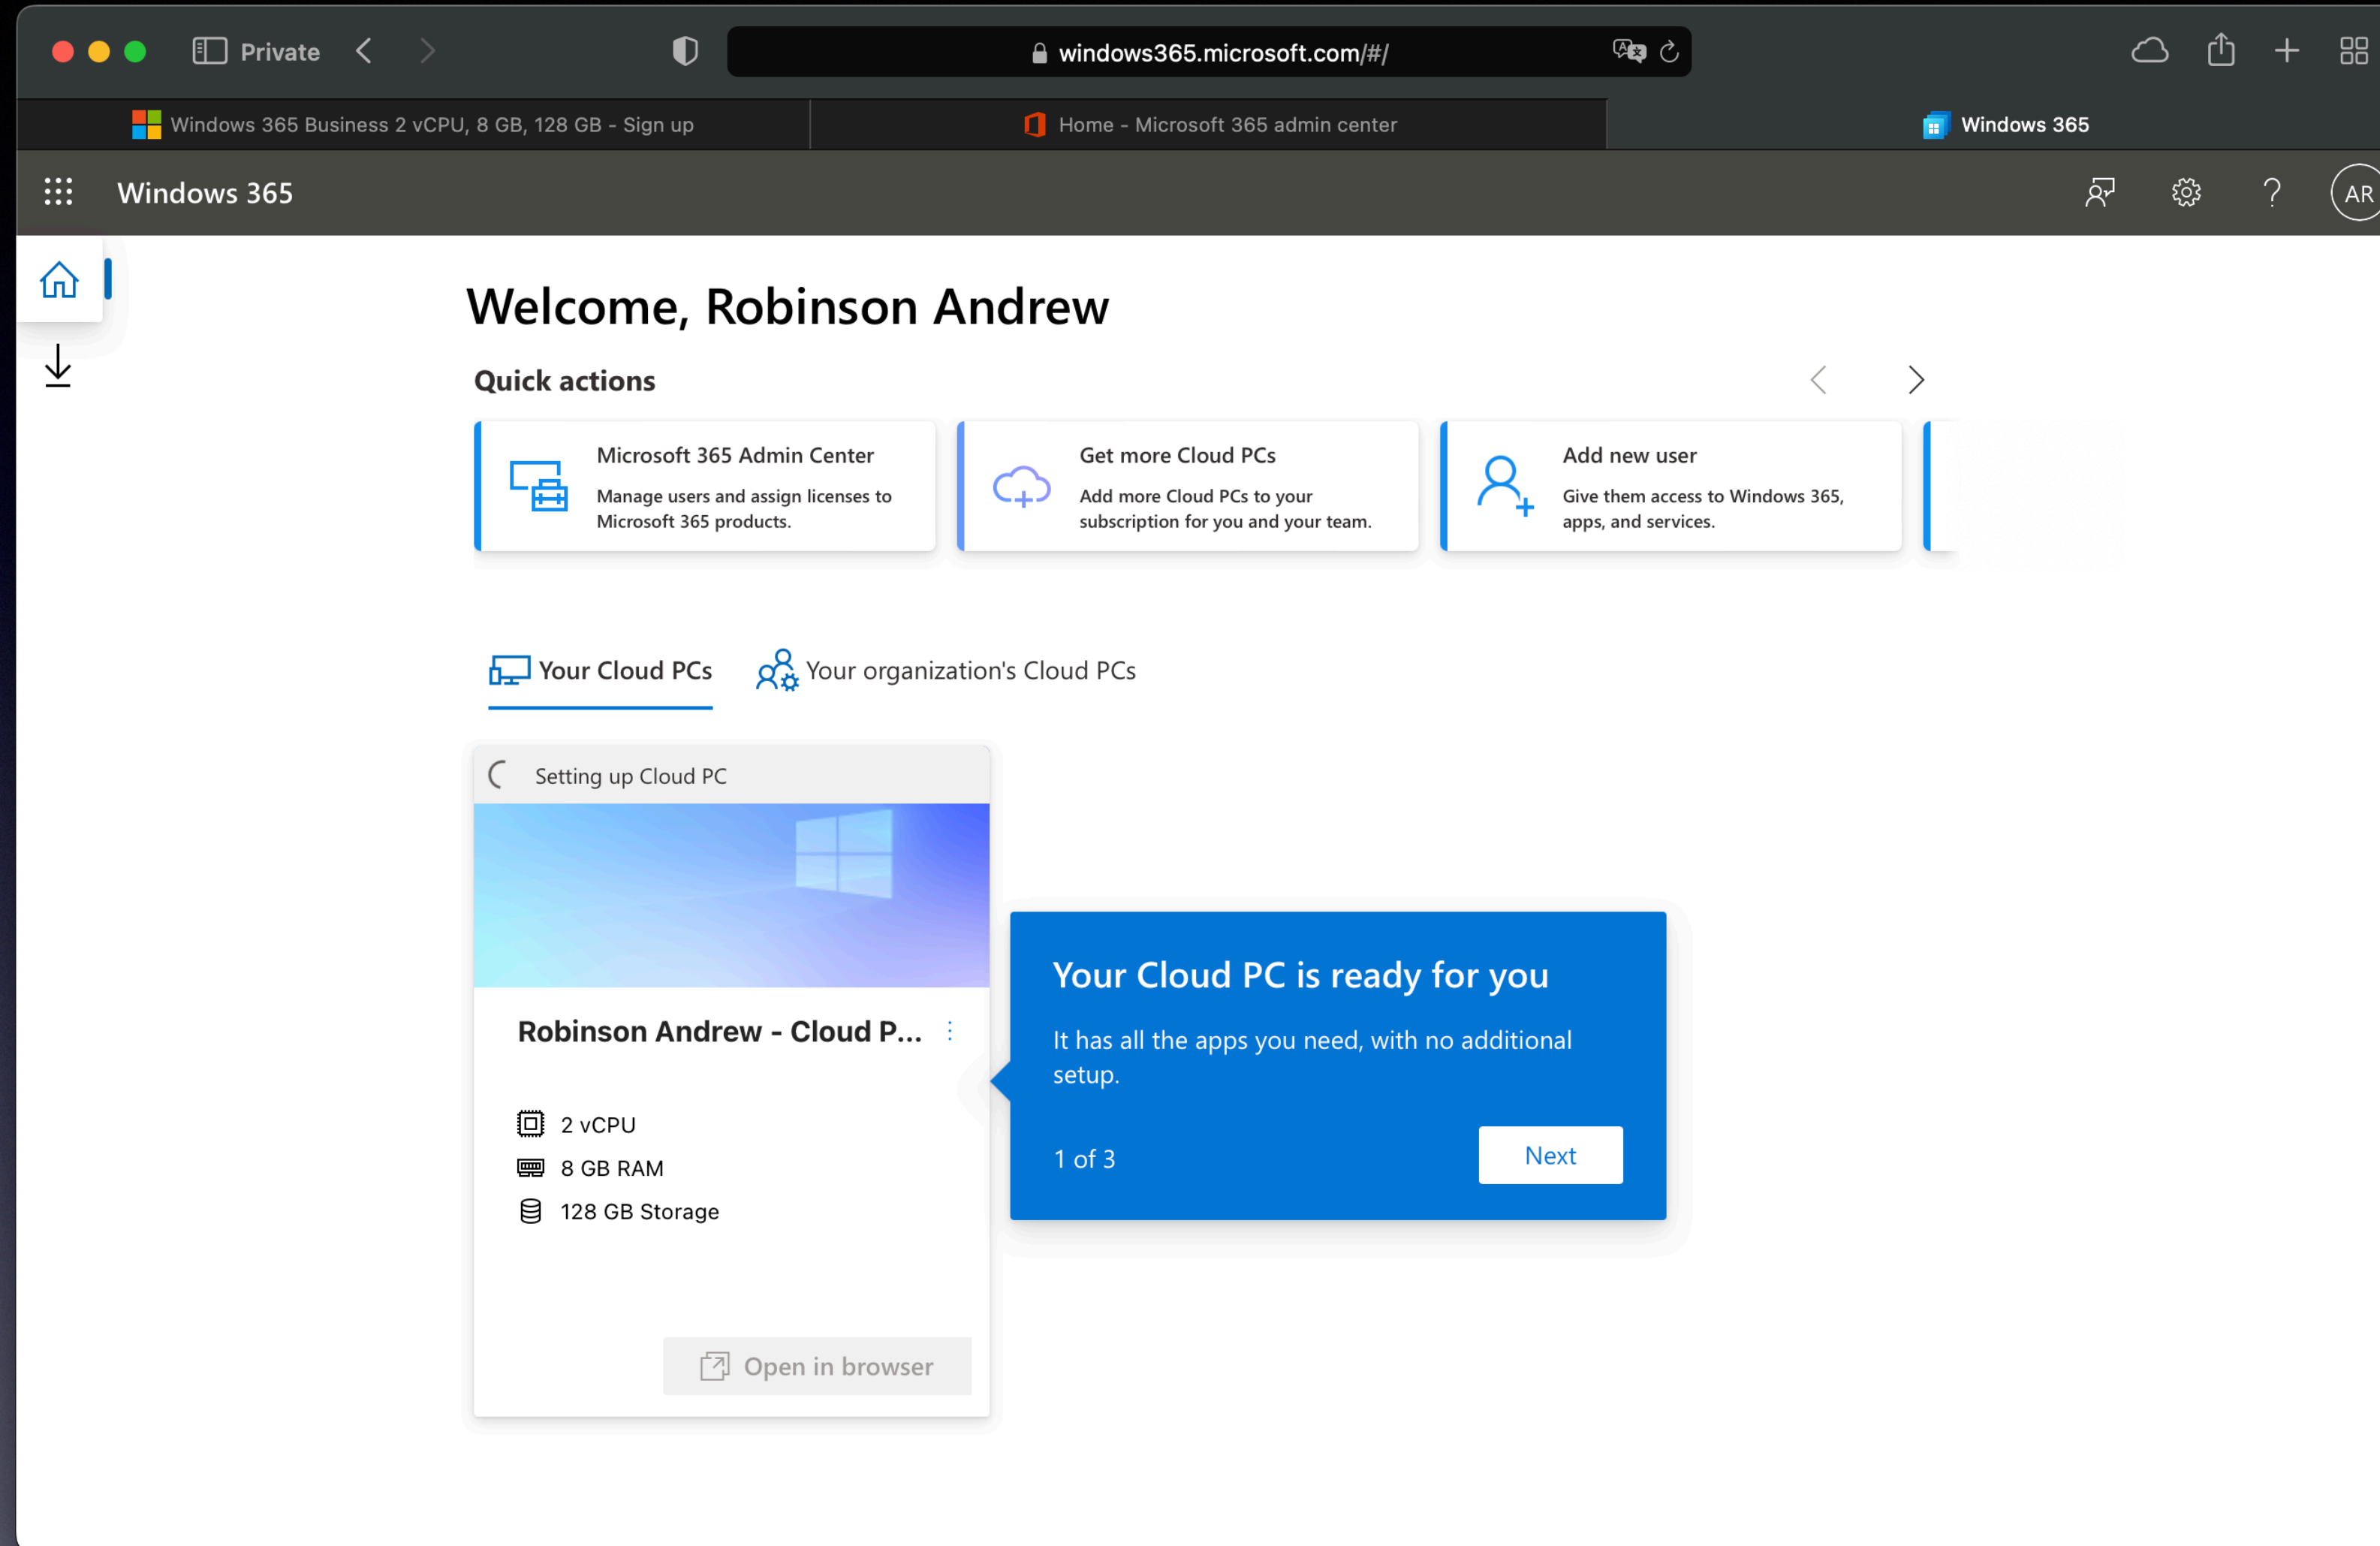 Private
windows365.microsoft.com/#/
Windows 365 Business 2 vCPU, 8 GB, 128 GB - Sign up
Home - Microsoft 365 admin center
Windows 365
Windows 365
AR
Welcome, Robinson Andrew
Quick actions
Microsoft 365 Admin Center
Manage users and assign licenses to
Microsoft 365 products.
Get more Cloud PCs
Add more Cloud PCs to your
subscription for you and your team.
Add new user
Give them access to Windows 365,
apps, and services.
Your Cloud PCs
Your organization's Cloud PCs
Setting up Cloud PC
Robinson Andrew - Cloud P...
2 vCPU
8 GB RAM
128 GB Storage
Open in browser
Your Cloud PC is ready for you
It has all the apps you need, with no additional
setup.
1 of 3
Next